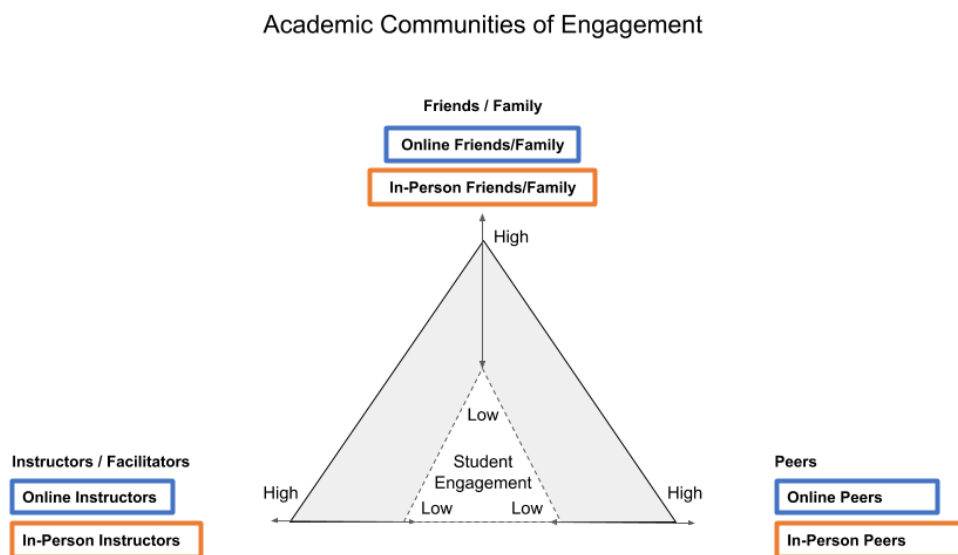 Academic Communities of Engagement
Friends / Family
Online Friends/Family
In-Person Friends/Family
High
Low
Student
Engagement
Instructors / Facilitators
Online Instructors
In-Person Instructors
High
Low
Low
High
Peers
Online Peers
In-Person Peers